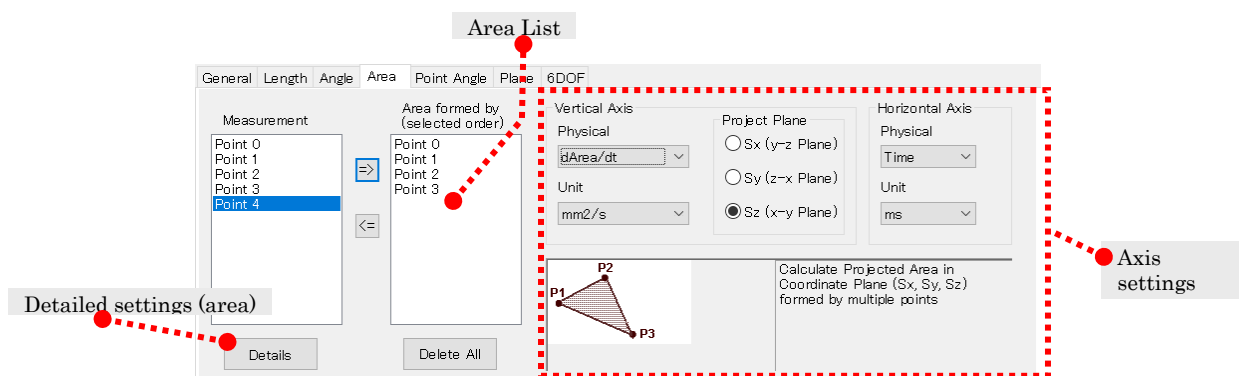 Area List
General Length Angle Area Point Angle Plane 6DOF
Measurement
Point 0
Point 1
Point 2
Point 3
Point 4
=>
<=
Area formed by
(selected order)
Point 0
Point 1
Point 2
Point 3
Vertical Axis
Physical
dArea/dt
Unit
mm2/s
Project Plane
Sx (y-z Plane)
Sy (z-x Plane)
Sz (x-y Plane)
Horizontal Axis
Physical
Time
Unit
ms
Axis
settings
P2
P1
P3
Calculate Projected Area in
Coordinate Plane (Sx, Sy, Sz)
formed by multiple points
Detailed settings (area)
Details
Delete All